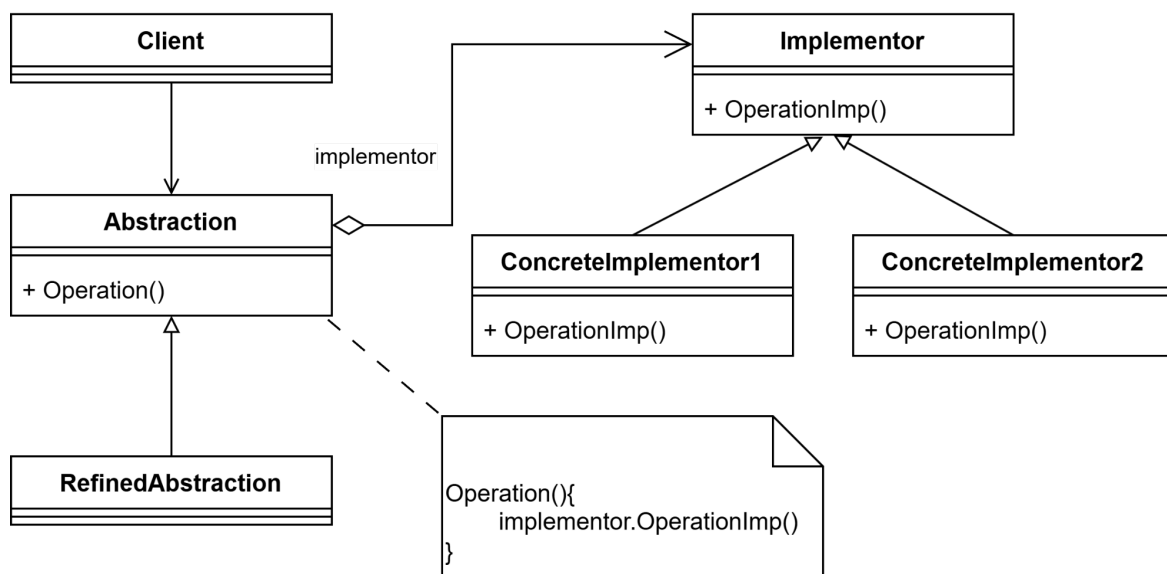 Client
Implementor
+ OperationImp()
implementor
Abstraction
+ Operation()
ConcreteImplementor1
+ OperationImp()
ConcreteImplementor2
+ OperationImp()
RefinedAbstraction
Operation(){
implementor.OperationImp()
}